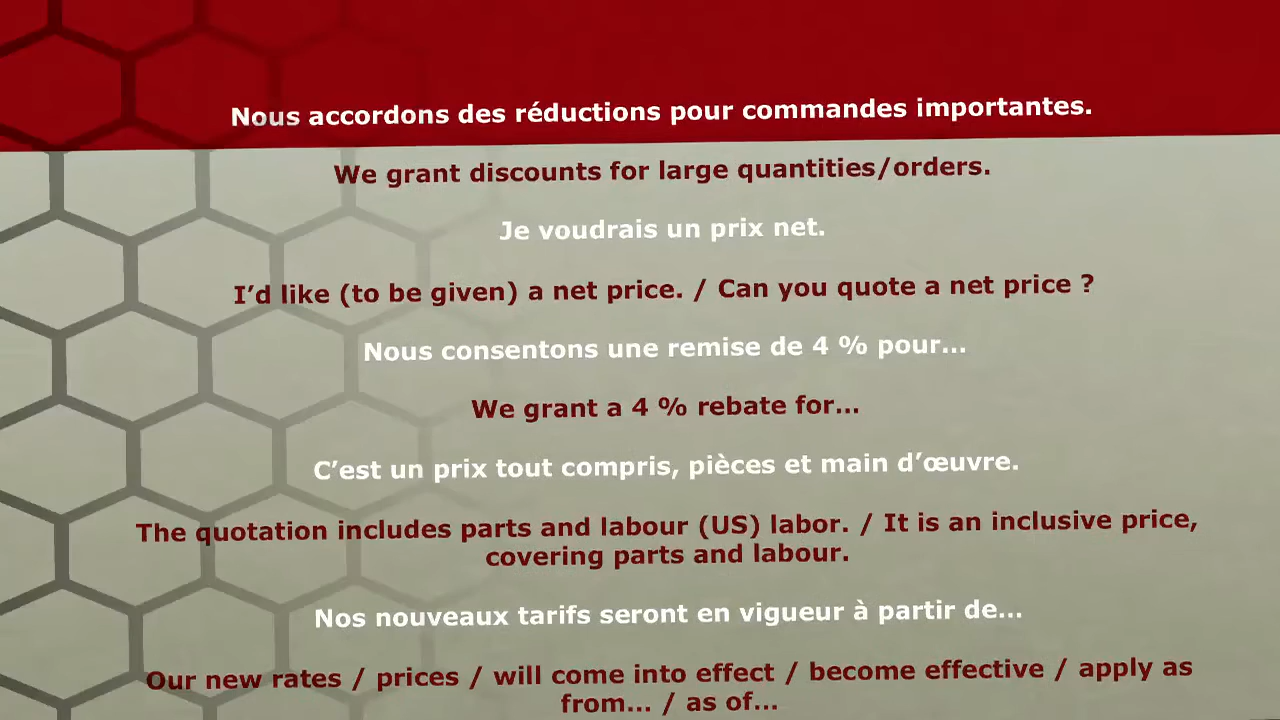 Nous accordons des réductions pour commandes importantes.
We grant discounts for large quantities/orders.
Je voudrais un prix net.
I’d like (to be given) a net price. / Can you quote a net price ?
Nous consentons une remise de 4 % pour...
We grant a 4 % rebate for...
C’est un prix tout compris, pièces et main d’œuvre.
The quotation includes parts and labour (US) labor. / It is an inclusive price,
covering parts and labour.
Nos nouveaux tarifs seront en vigueur à partir de...
Our new rates / prices / will come into effect / become effective / apply as
from... / as of...